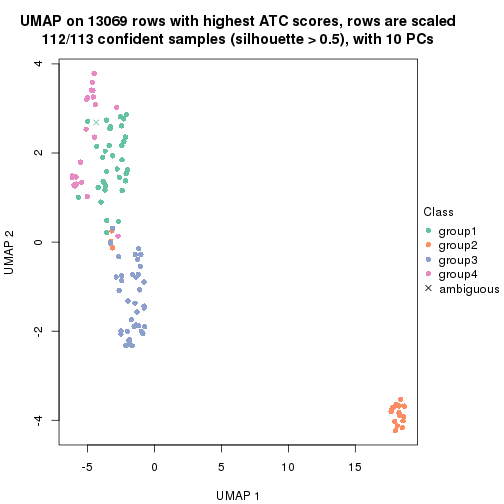 UMAP on 13069 rows with highest ATC scores, rows are scaled
112/113 confident samples (silhouette > 0.5), with 10 PCs
4
2
0
-2
-4
UMAP 2
-5
0
5
10
15
UMAP 1
Class
group1
group2
group3
group4
ambiguous